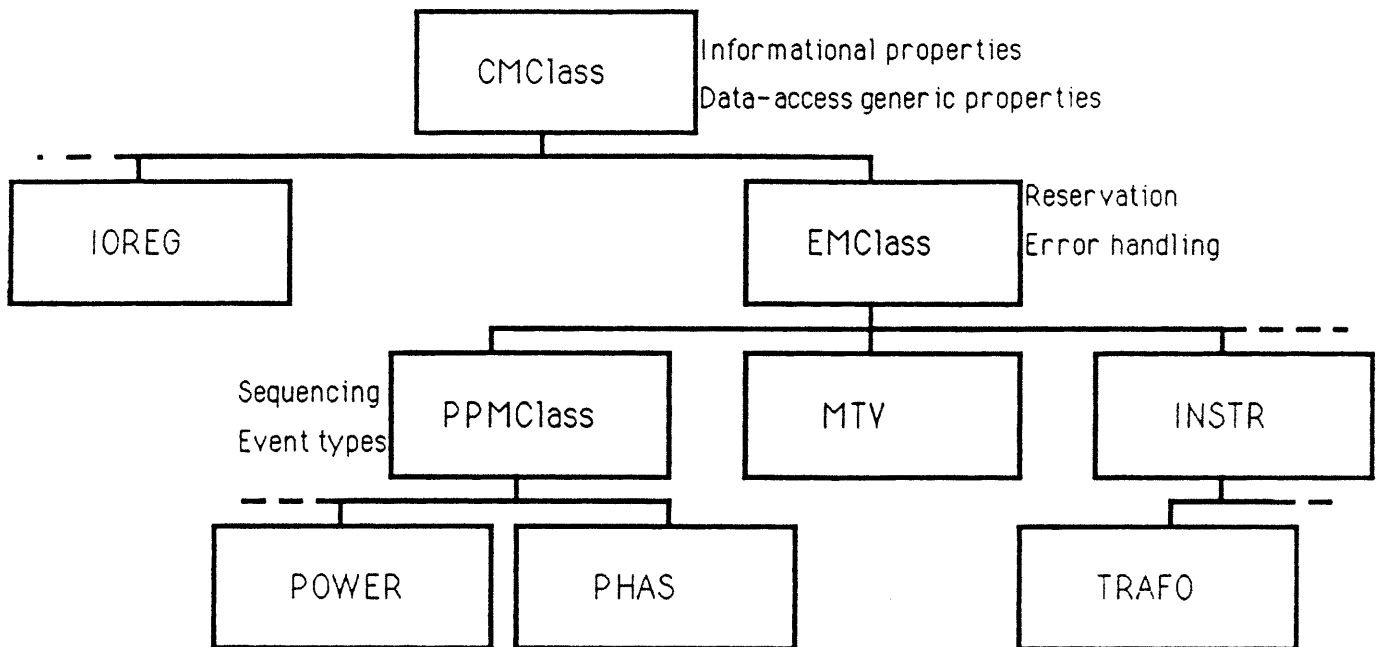 CMClass
Informational properties
Data-access generic properties
IOREG
EMClass
Reservation
Error handling
Sequencing
Event types
PPMClass
MTV
INSTR
POWER
PHAS
TRAFO